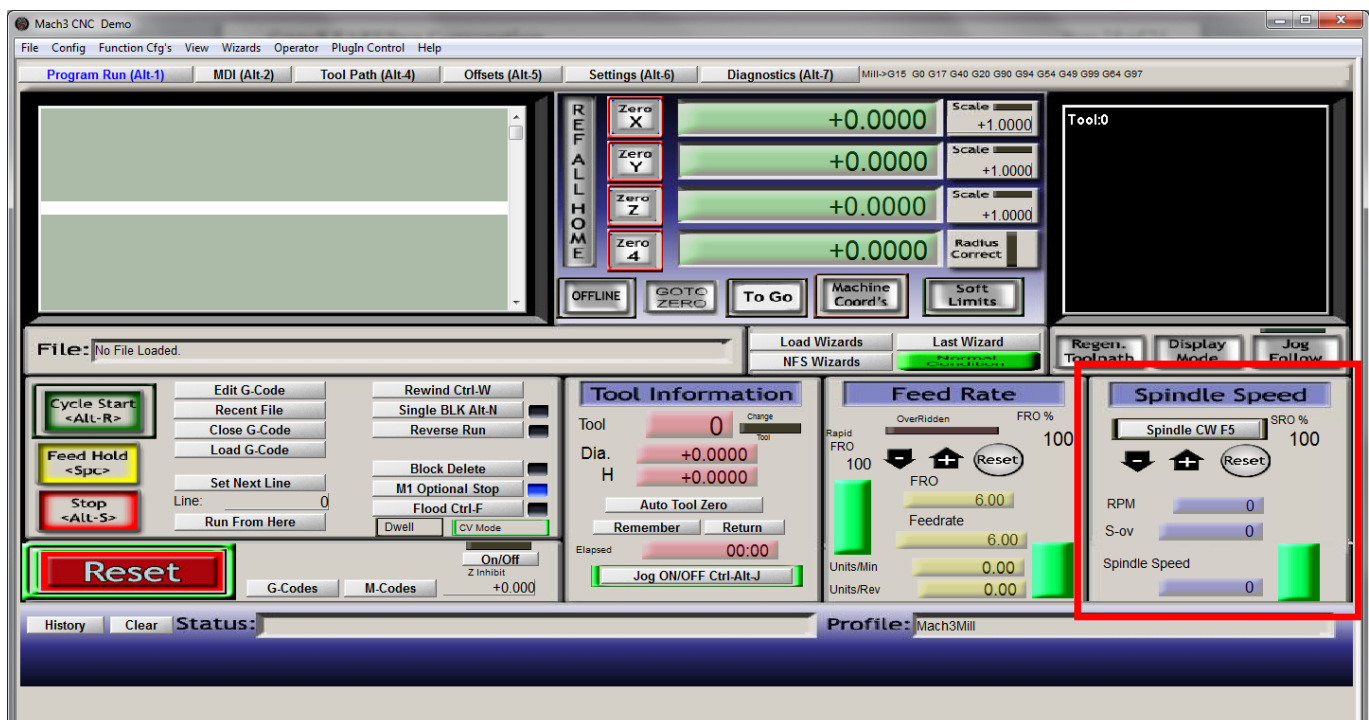 Mach3 CNC Demo
File Config Function Cfg's View Wizards Operator PlugIn Control Help
Program Run (Alt-1) MDI (Alt-2) Tool Path (Alt-4) Offsets (Alt-5) Settings (Alt-6) Diagnostics (Alt-7) Mill->G15 G0 G17 G40 G20 G90 G94 G54 G49 G99 G64 G97
REF ALL HOME
Zero X +0.0000 Scale +1.0000
Zero Y +0.0000 Scale +1.0000
Zero Z +0.0000 Scale +1.0000
Zero 4 +0.0000 Radius Correct
OFFLINE GOTO ZERO To Go Machine Coord's Soft Limits
Tool:0
File: No File Loaded.
Load Wizards Last Wizard
NFS Wizards Normal Condition
Regen. Toolpath Display Mode Jog Follow
Cycle Start <Alt-R>
Feed Hold <Spc>
Stop <Alt-S>
Edit G-Code
Recent File
Close G-Code
Load G-Code
Set Next Line
Line: 0
Run From Here
Rewind Ctrl-W
Single BLK Alt-N
Reverse Run
Block Delete
M1 Optional Stop
Flood Ctrl-F
Dwell CV Mode
Reset
G-Codes M-Codes
On/Off
Z Inhibit
+0.000
Tool Information
Tool 0 Change Tool
Dia. +0.0000
H +0.0000
Auto Tool Zero
Remember Return
Elapsed 00:00
Jog ON/OFF Ctrl-Alt-J
Feed Rate
OverRidden FRO %
100
Rapid FRO
100
Reset
FRO
6.00
Feedrate
6.00
Units/Min 0.00
Units/Rev 0.00
Spindle Speed
Spindle CW F5 SRO %
100
Reset
RPM 0
S-ov 0
Spindle Speed
0
History Clear Status: Profile: Mach3Mill